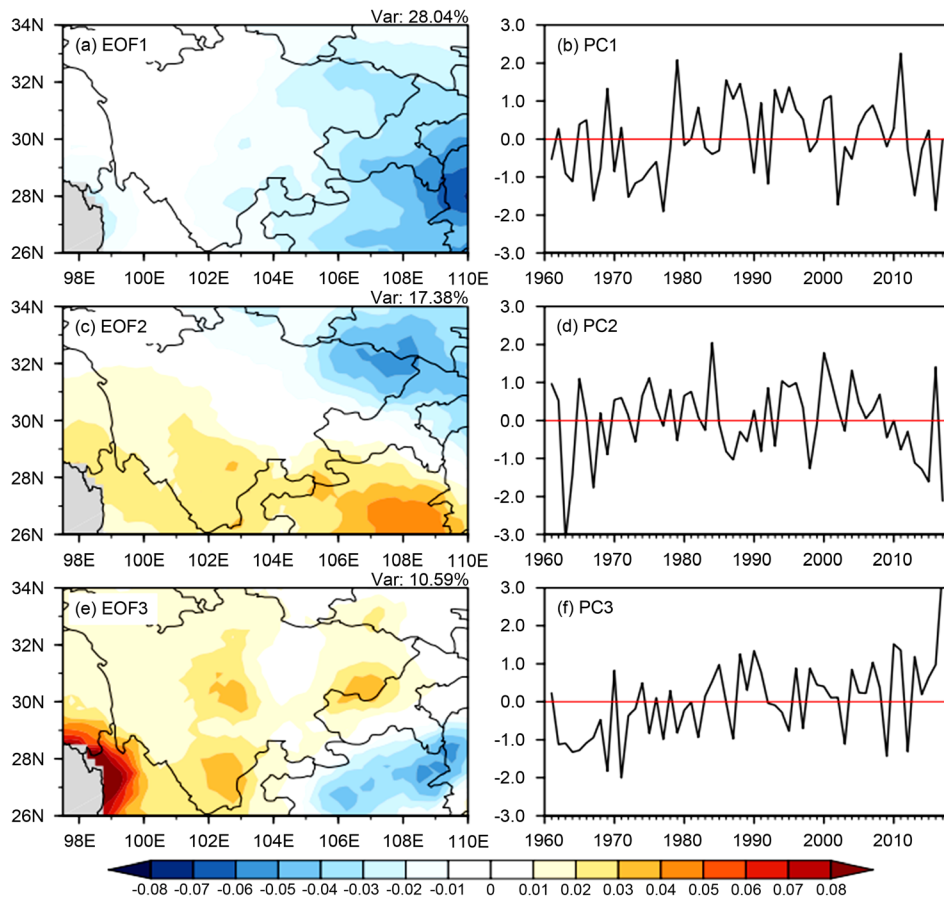 Var: 28.04%
34N
(a) EOF1
32N
30N
28N
26N
98E 100E 102E 104E 106E 108E 110E
3.0
(b) PC1
2.0
1.0
0.0
-1.0
-2.0
-3.0
1960 1970 1980 1990 2000 2010
Var: 17.38%
34N
(c) EOF2
32N
30N
28N
26N
98E 100E 102E 104E 106E 108E 110E
3.0
(d) PC2
2.0
1.0
0.0
-1.0
-2.0
-3.0
1960 1970 1980 1990 2000 2010
Var: 10.59%
34N
(e) EOF3
32N
30N
28N
26N
98E 100E 102E 104E 106E 108E 110E
3.0
(f) PC3
2.0
1.0
0.0
-1.0
-2.0
-3.0
1960 1970 1980 1990 2000 2010
-0.08 -0.07 -0.06 -0.05 -0.04 -0.03 -0.02 -0.01 0 0.01 0.02 0.03 0.04 0.05 0.06 0.07 0.08